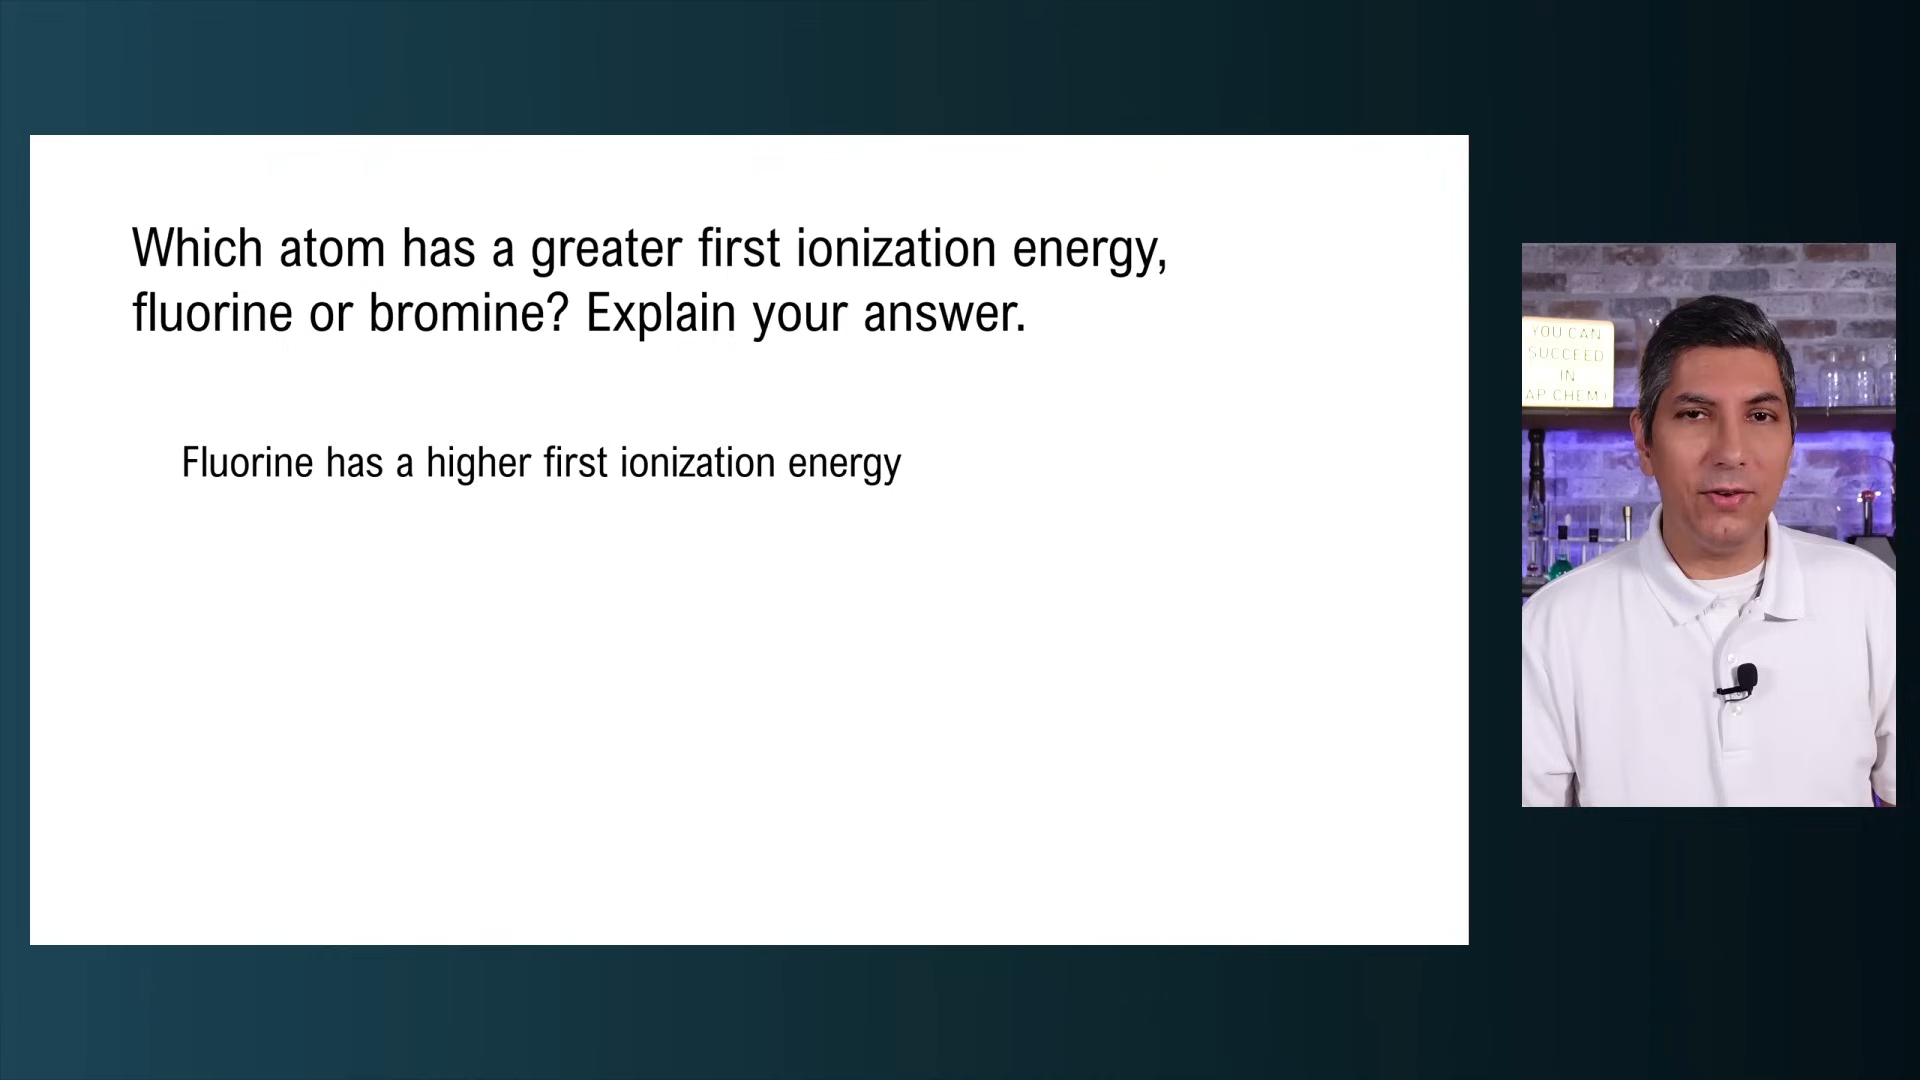 Which atom has a greater first ionization energy,
fluorine or bromine? Explain your answer.
Fluorine has a higher first ionization energy
YOU CAN
SUCCEED
IN
AP CHEM!